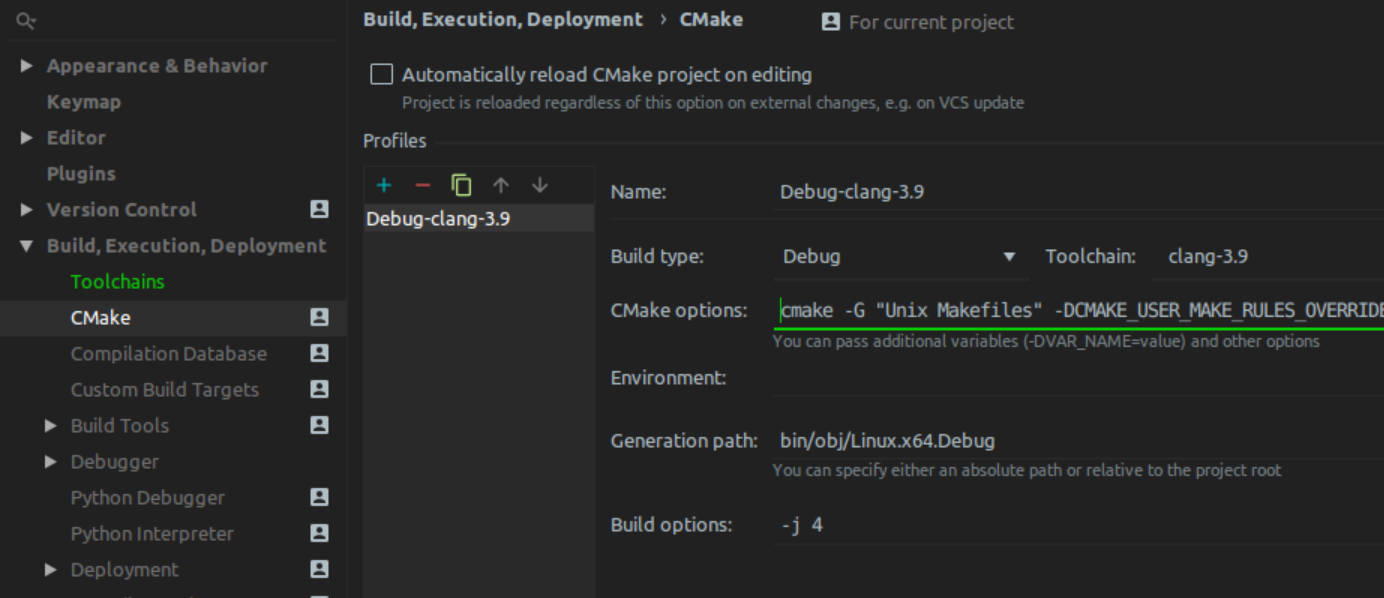 Build, Execution, Deployment › CMake
For current project
Appearance & Behavior
Keymap
Editor
Plugins
Version Control
Build, Execution, Deployment
Toolchains
CMake
Compilation Database
Custom Build Targets
Build Tools
Debugger
Python Debugger
Python Interpreter
Deployment
Automatically reload CMake project on editing
Project is reloaded regardless of this option on external changes, e.g. on VCS update
Profiles
Debug-clang-3.9
Name: Debug-clang-3.9
Build type: Debug Toolchain: clang-3.9
CMake options: cmake -G "Unix Makefiles" -DCMAKE_USER_MAKE_RULES_OVERRIDE
You can pass additional variables (-DVAR_NAME=value) and other options
Environment:
Generation path: bin/obj/Linux.x64.Debug
You can specify either an absolute path or relative to the project root
Build options: -j 4